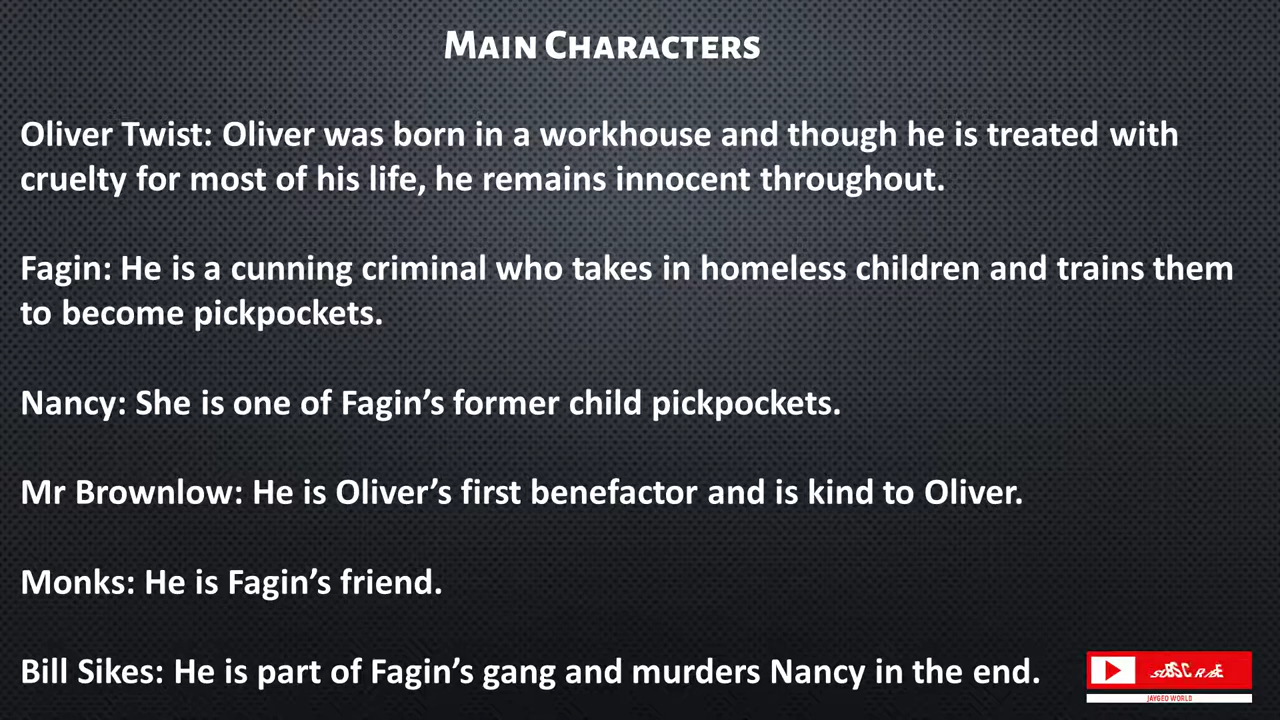 Main Characters
Oliver Twist: Oliver was born in a workhouse and though he is treated with
cruelty for most of his life, he remains innocent throughout.
Fagin: He is a cunning criminal who takes in homeless children and trains them
to become pickpockets.
Nancy: She is one of Fagin’s former child pickpockets.
Mr Brownlow: He is Oliver’s first benefactor and is kind to Oliver.
Monks: He is Fagin’s friend.
Bill Sikes: He is part of Fagin’s gang and murders Nancy in the end.
JAYGEO WORLD